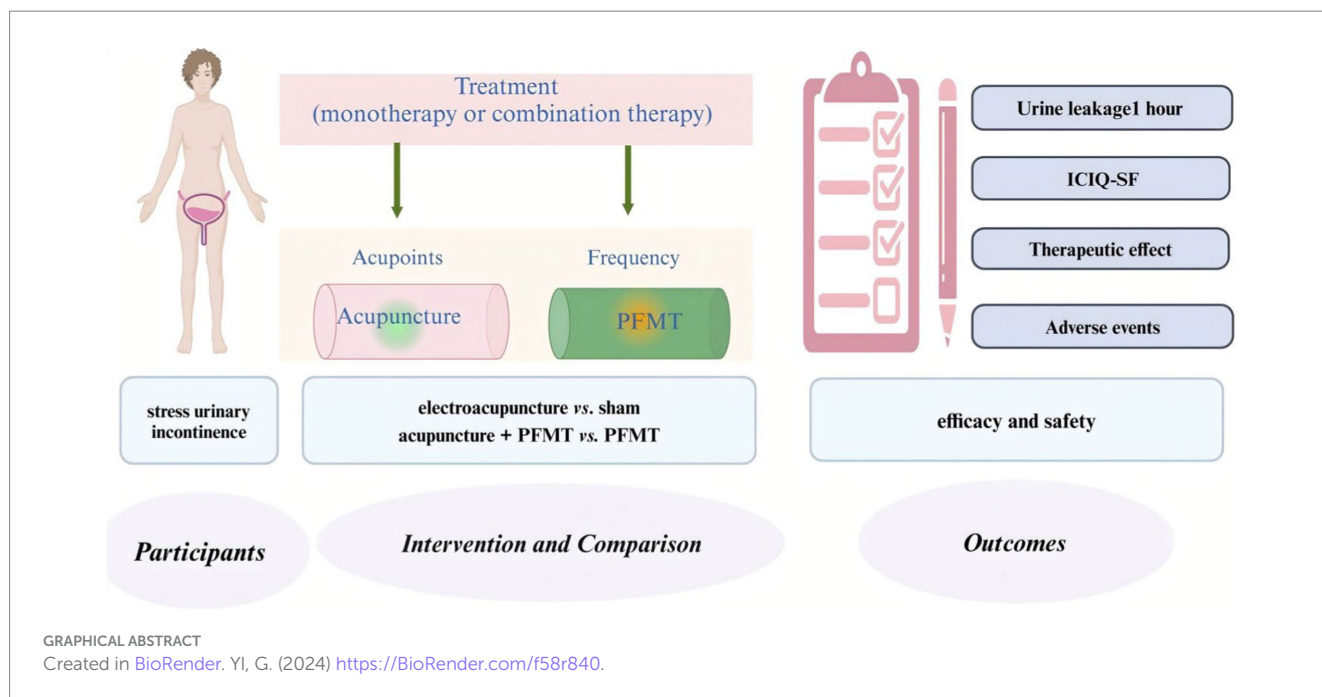 Treatment
(monotherapy or combination therapy)
Acupoints
Frequency
Acupuncture
PFMT
Urine leakage1 hour
ICIQ-SF
Therapeutic effect
Adverse events
stress urinary
incontinence
electroacupuncture vs. sham
acupuncture + PFMT vs. PFMT
efficacy and safety
Participants
Intervention and Comparison
Outcomes
GRAPHICAL ABSTRACT
Created in BioRender. YI, G. (2024) https://BioRender.com/f58r840.